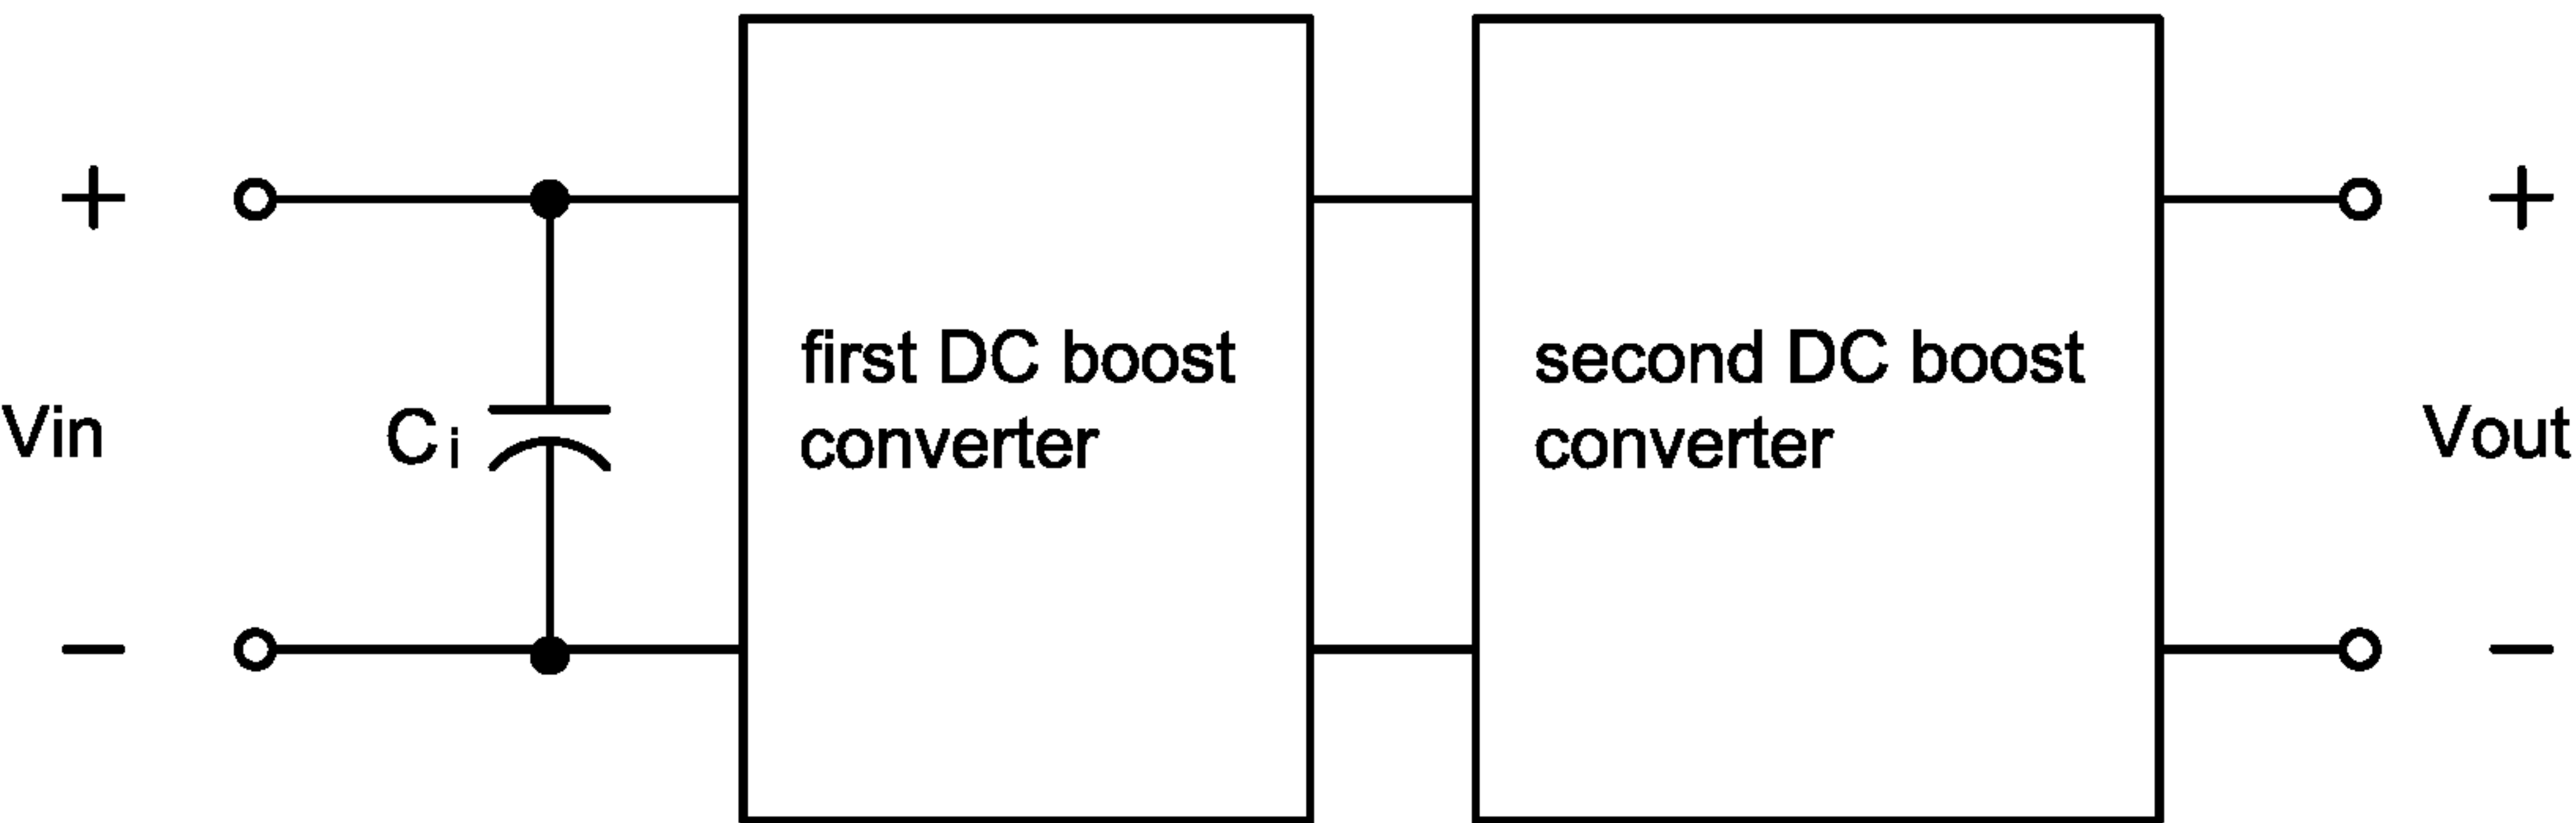 +
+
first DC boost
converter
second DC boost
converter
Vin
Ci
Vout
−
−